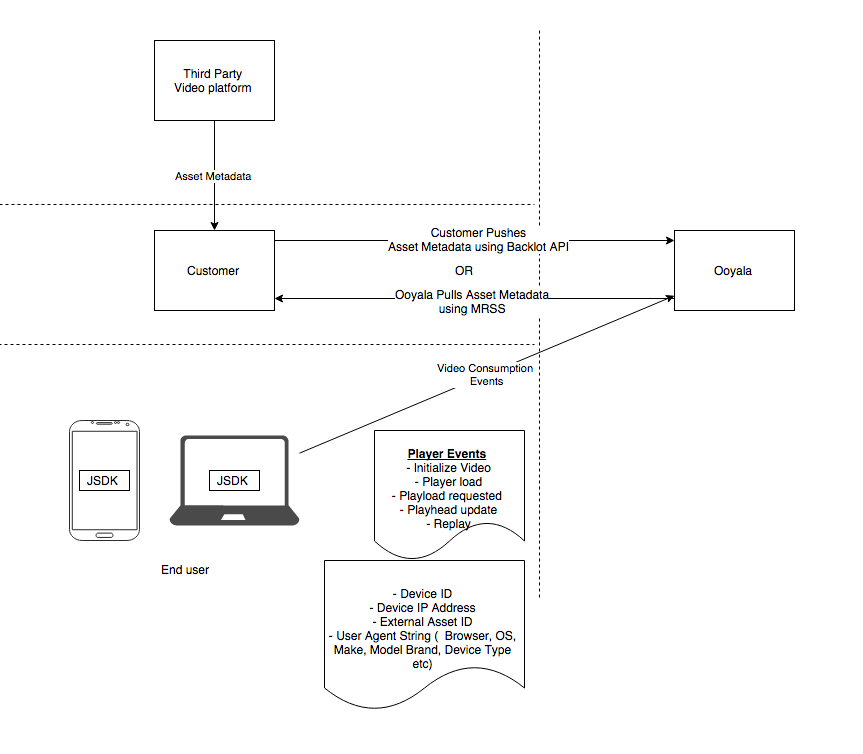 Third Party
Video platform
Asset Metadata
Customer
Customer Pushes
Asset Metadata using Backlot API
OR
Ooyala Pulls Asset Metadata
using MRSS
Ooyala
Video Consumption
Events
JSDK
JSDK
End user
Player Events
- Initialize Video
- Player load
- Playload requested
- Playhead update
- Replay
- Device ID
- Device IP Address
- External Asset ID
- User Agent String ( Browser, OS,
Make, Model Brand, Device Type
etc)